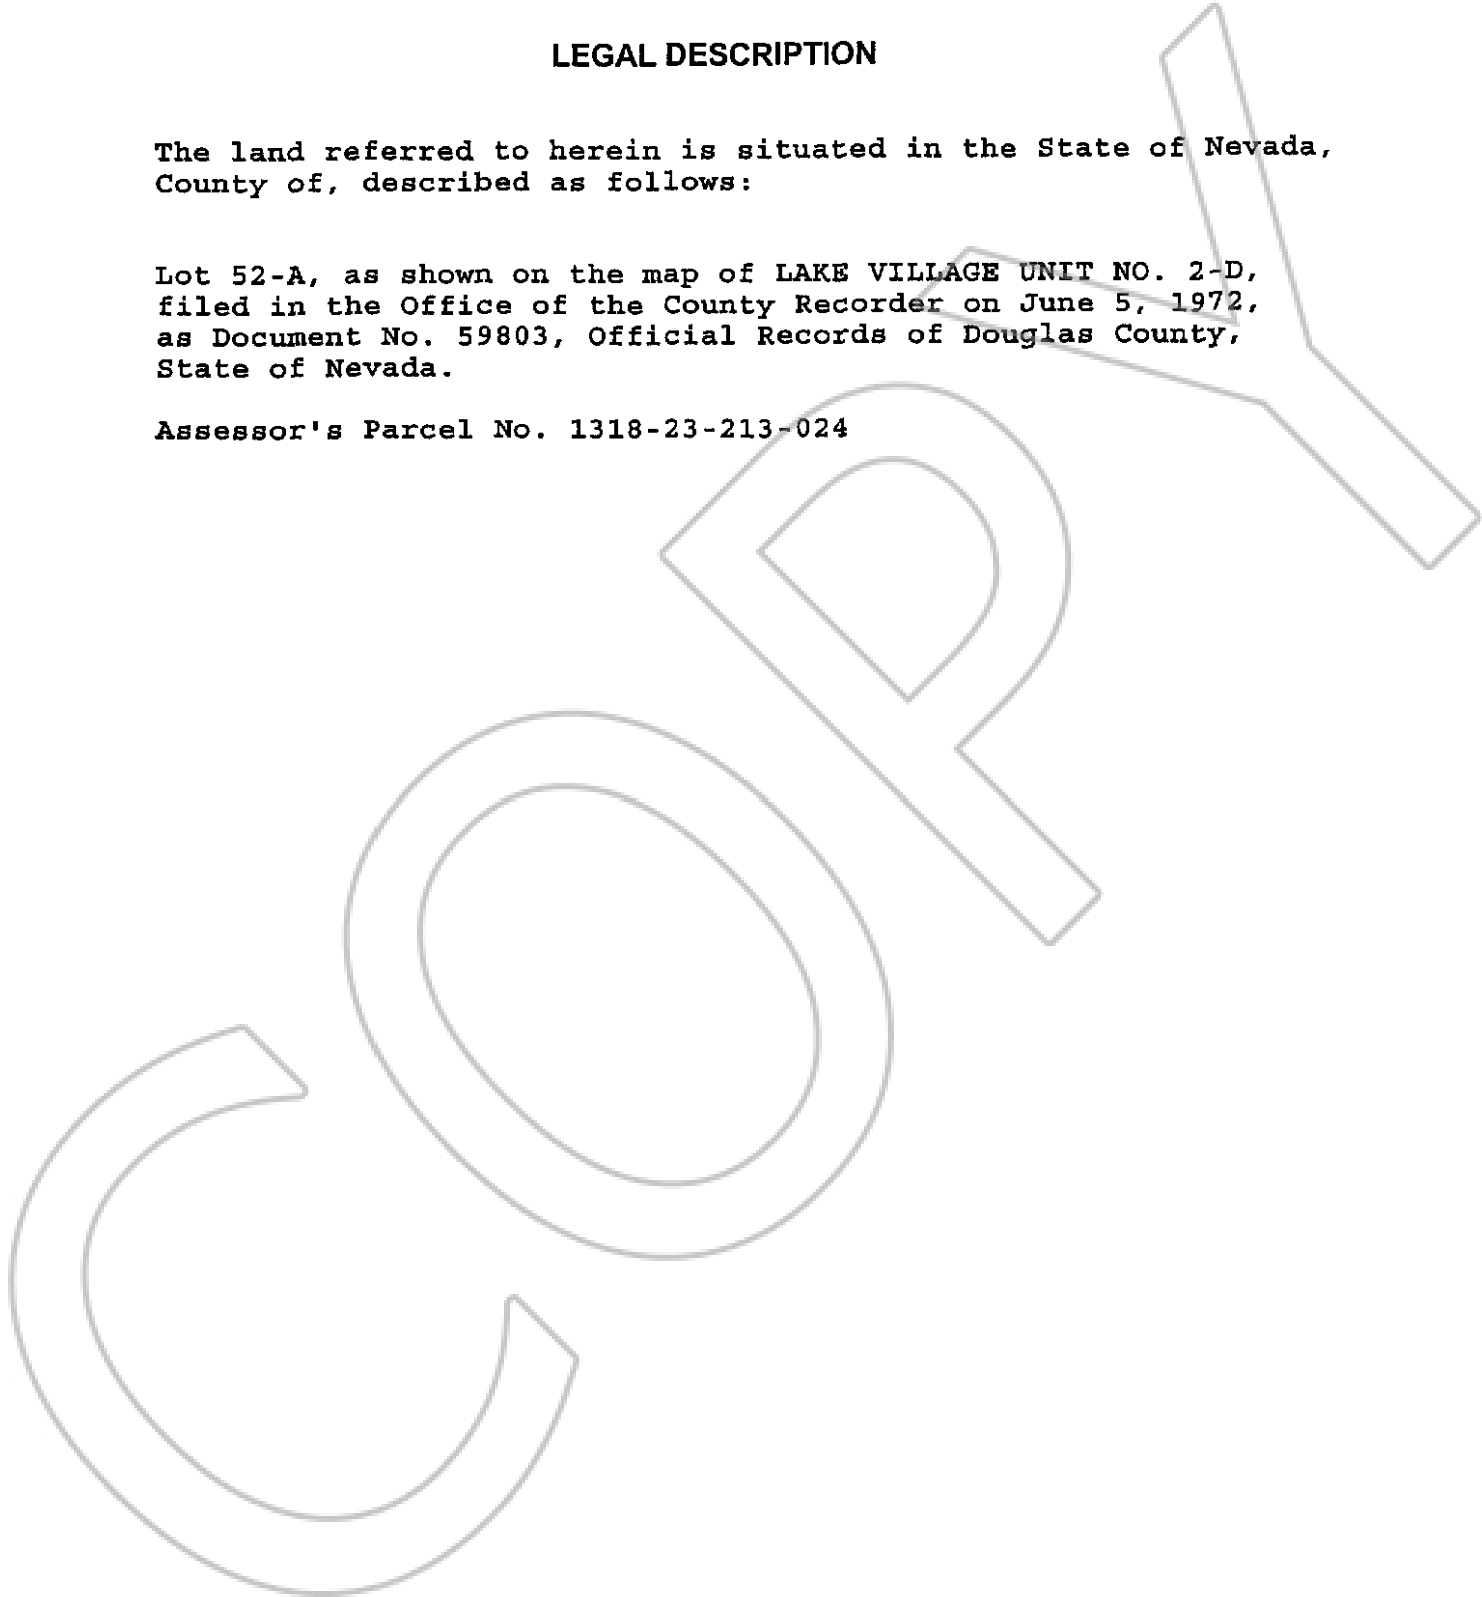 LEGAL DESCRIPTION
The land referred to herein is situated in the State of Nevada,
County of, described as follows:
Lot 52-A, as shown on the map of LAKE VILLAGE UNIT NO. 2-D,
filed in the Office of the County Recorder on June 5, 1972,
as Document No. 59803, Official Records of Douglas County,
State of Nevada.
Assessor's Parcel No. 1318-23-213-024
COPY